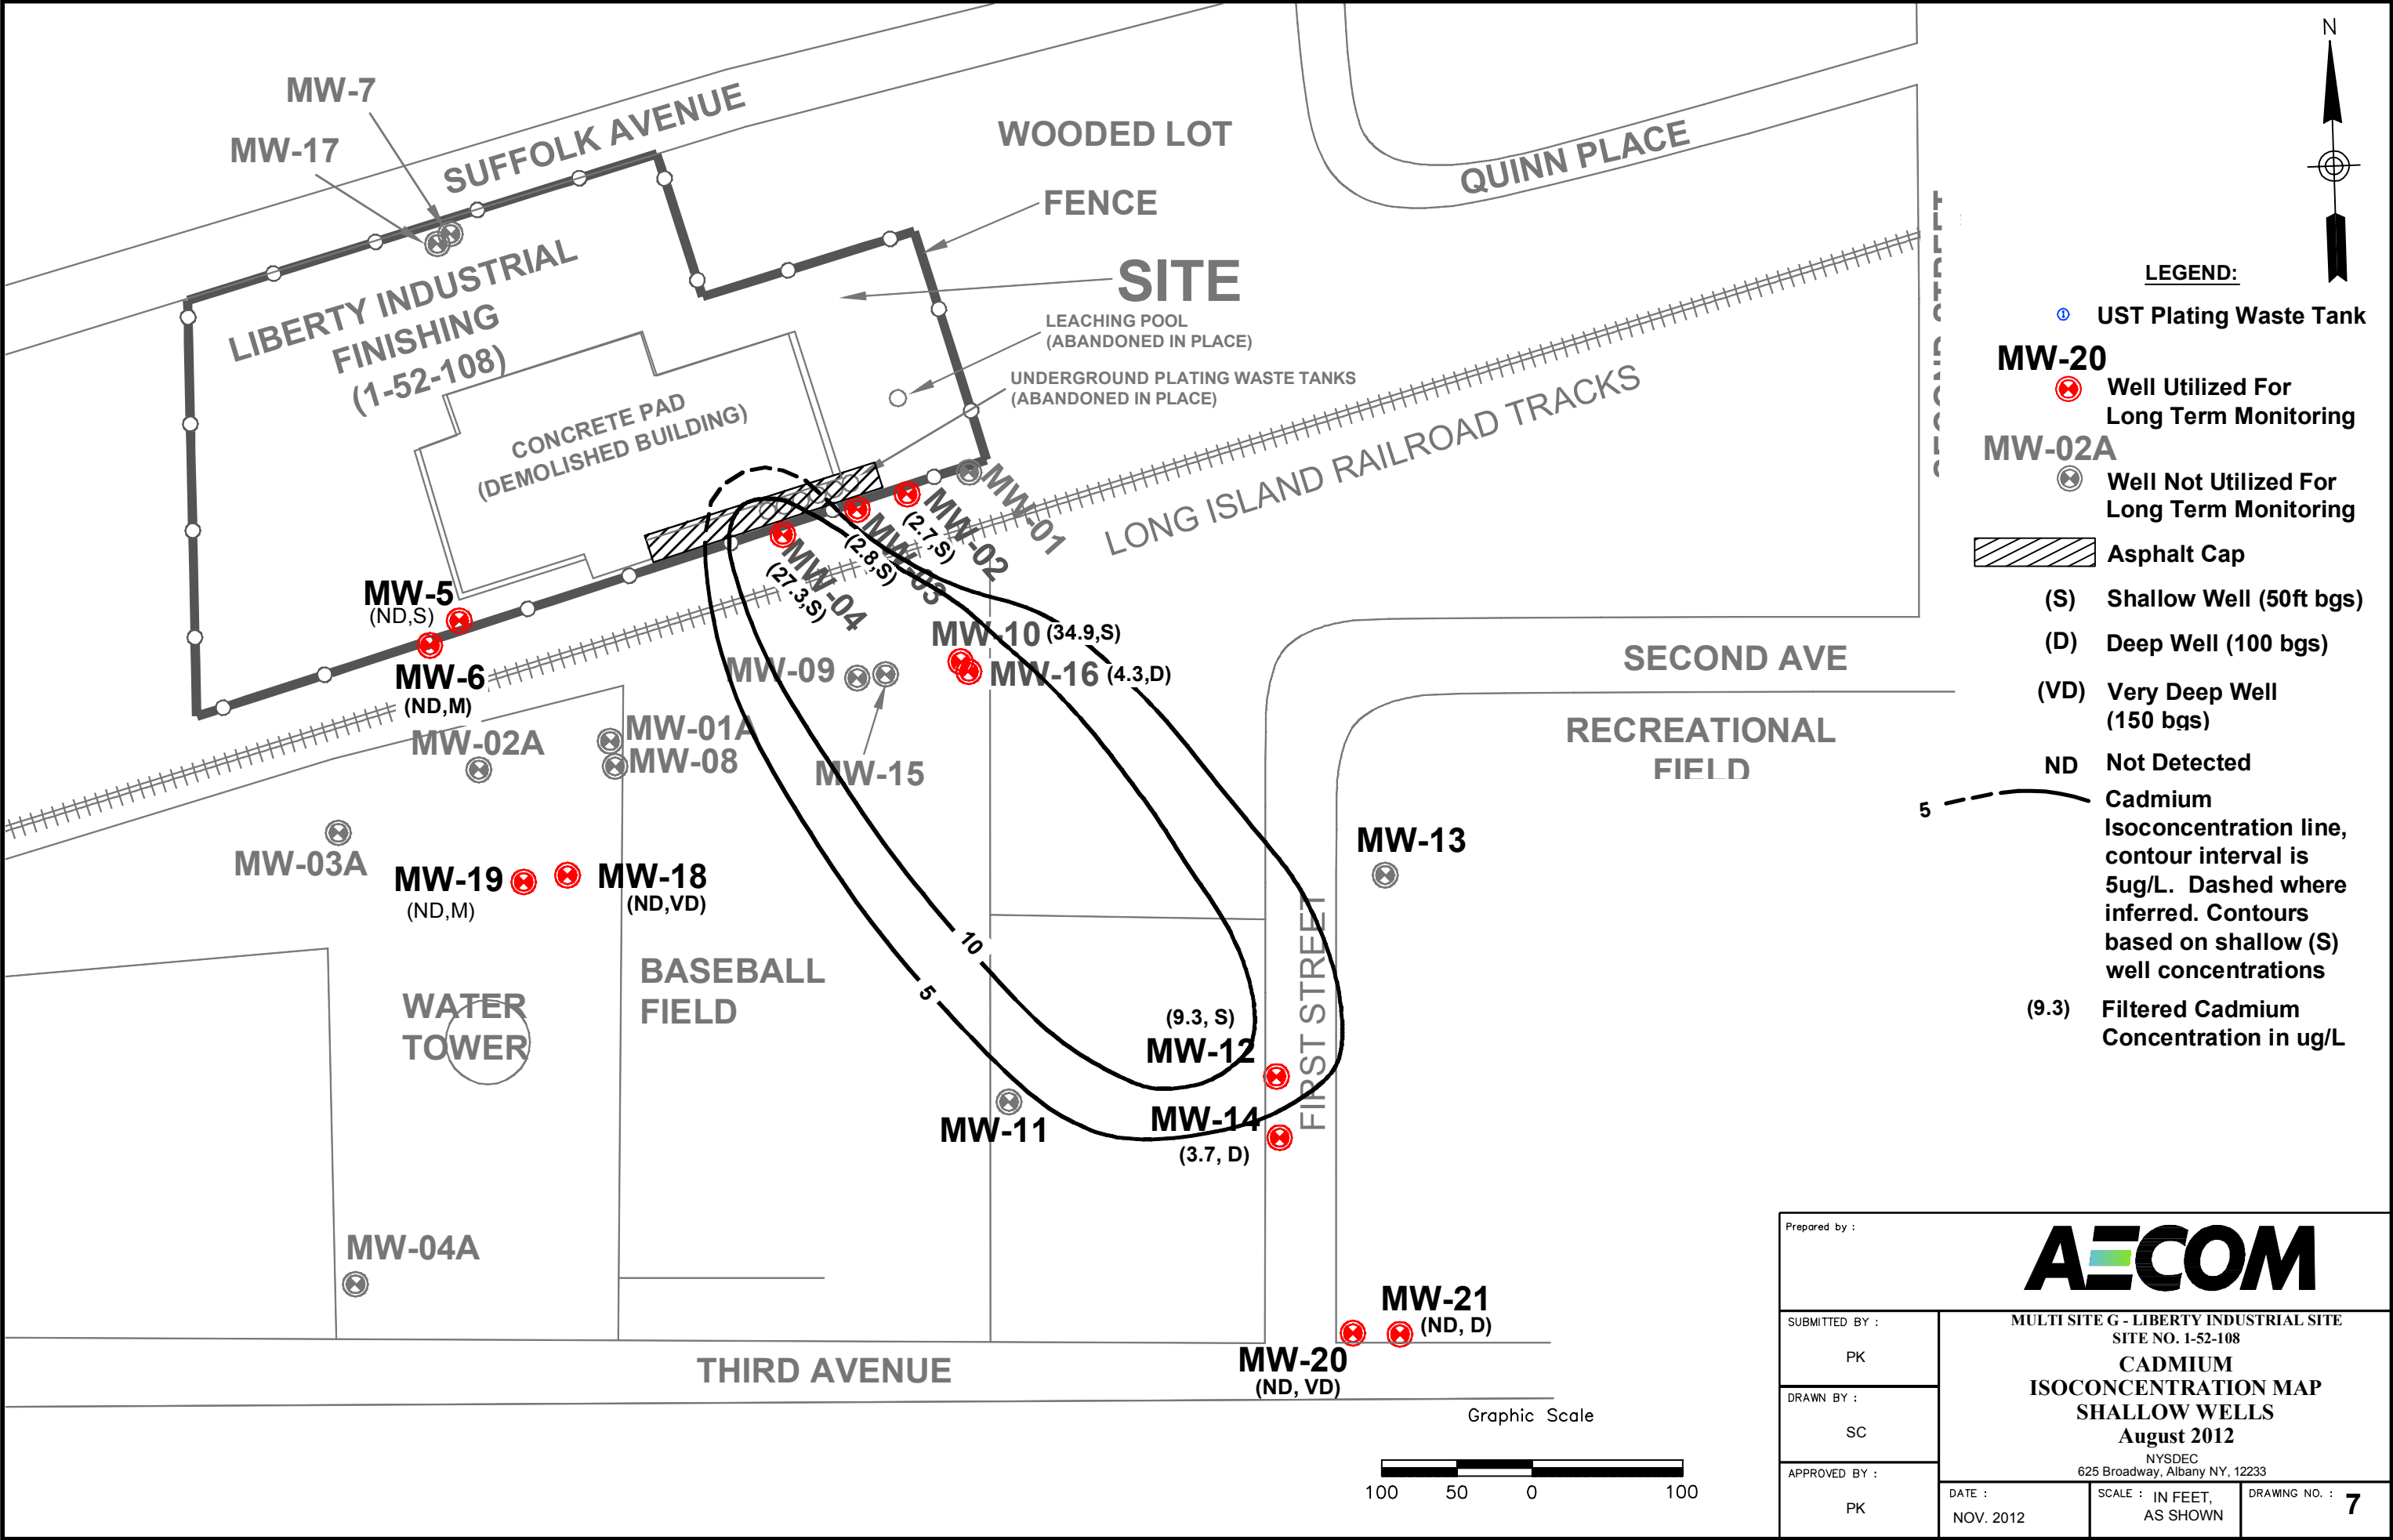 MW-7
MW-17
SUFFOLK AVENUE
WOODED LOT
QUINN PLACE
FENCE
SITE
LIBERTY INDUSTRIAL
FINISHING
(1-52-108)
LEACHING POOL
(ABANDONED IN PLACE)
UNDERGROUND PLATING WASTE TANKS
(ABANDONED IN PLACE)
CONCRETE PAD
(DEMOLISHED BUILDING)
LONG ISLAND RAILROAD TRACKS
MW-01
MW-02
(2.7,S)
MW-03
(2.8,S)
MW-04
(27.3,S)
MW-5
(ND,S)
MW-6
(ND,M)
MW-10 (34.9,S)
MW-16 (4.3,D)
MW-09
MW-15
MW-01A
MW-08
MW-02A
MW-03A
MW-19
(ND,M)
MW-18
(ND,VD)
SECOND AVE
RECREATIONAL
FIELD
MW-13
FIRST STREET
BASEBALL
FIELD
WATER
TOWER
10
5
(9.3, S)
MW-12
MW-14
(3.7, D)
MW-11
MW-04A
MW-21
(ND, D)
MW-20
(ND, VD)
THIRD AVENUE
Graphic Scale
100 50 0 100
N
SECOND STREET
LEGEND:
1 UST Plating Waste Tank
MW-20
Well Utilized For
Long Term Monitoring
MW-02A
Well Not Utilized For
Long Term Monitoring
Asphalt Cap
(S) Shallow Well (50ft bgs)
(D) Deep Well (100 bgs)
(VD) Very Deep Well
(150 bgs)
ND Not Detected
5 Cadmium
Isoconcentration line,
contour interval is
5ug/L. Dashed where
inferred. Contours
based on shallow (S)
well concentrations
(9.3) Filtered Cadmium
Concentration in ug/L
Prepared by :
AECOM
SUBMITTED BY :
PK
DRAWN BY :
SC
APPROVED BY :
PK
MULTI SITE G - LIBERTY INDUSTRIAL SITE
SITE NO. 1-52-108
CADMIUM
ISOCONCENTRATION MAP
SHALLOW WELLS
August 2012
NYSDEC
625 Broadway, Albany NY, 12233
DATE :
NOV. 2012
SCALE : IN FEET,
AS SHOWN
DRAWING NO. : 7